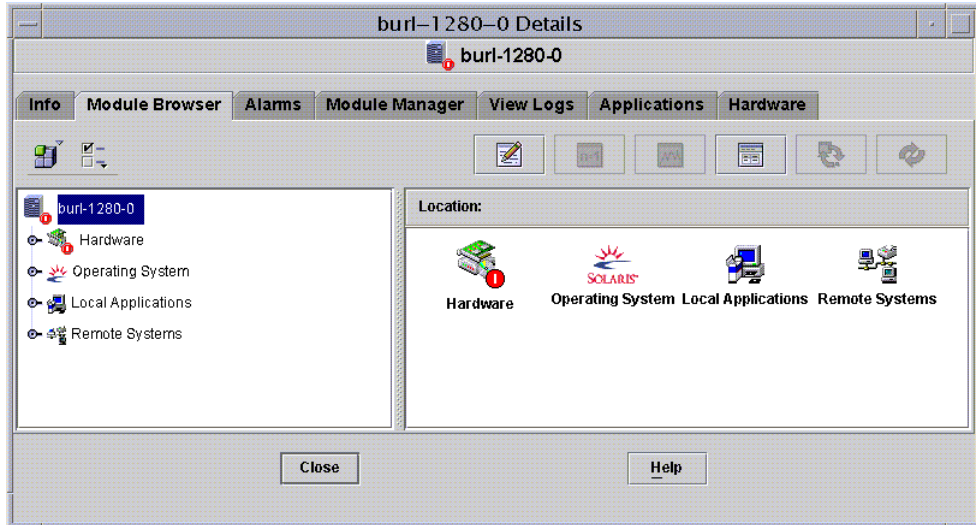 burl-1280-0 Details
burl-1280-0
Info Module Browser Alarms Module Manager View Logs Applications Hardware
burl-1280-0
Hardware
Operating System
Local Applications
Remote Systems
Location:
SOLARIS
Hardware Operating System Local Applications Remote Systems
Close Help